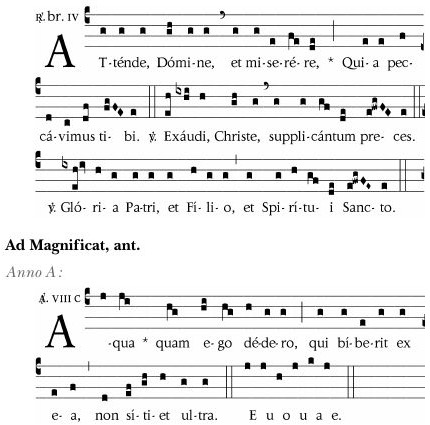 ℟. br. IV
A T-ténde, Dómi-ne, et mi-se-ré-re, * Qui- a pec-
cá-vimus ti- bi. ℣. Exáudi, Christe, suppli-cántum pre- ces.
℣. Gló- ri- a Pa-tri, et Fí- li- o, et Spi- rí-tu- i Sanc- to.
Ad Magnificat, ant.
Anno A :
A. VIII C
A -qua * quam e-go dé-de-ro, qui bí-be-rit ex
e- a, non sí-ti-et ul-tra. E u o u a e.